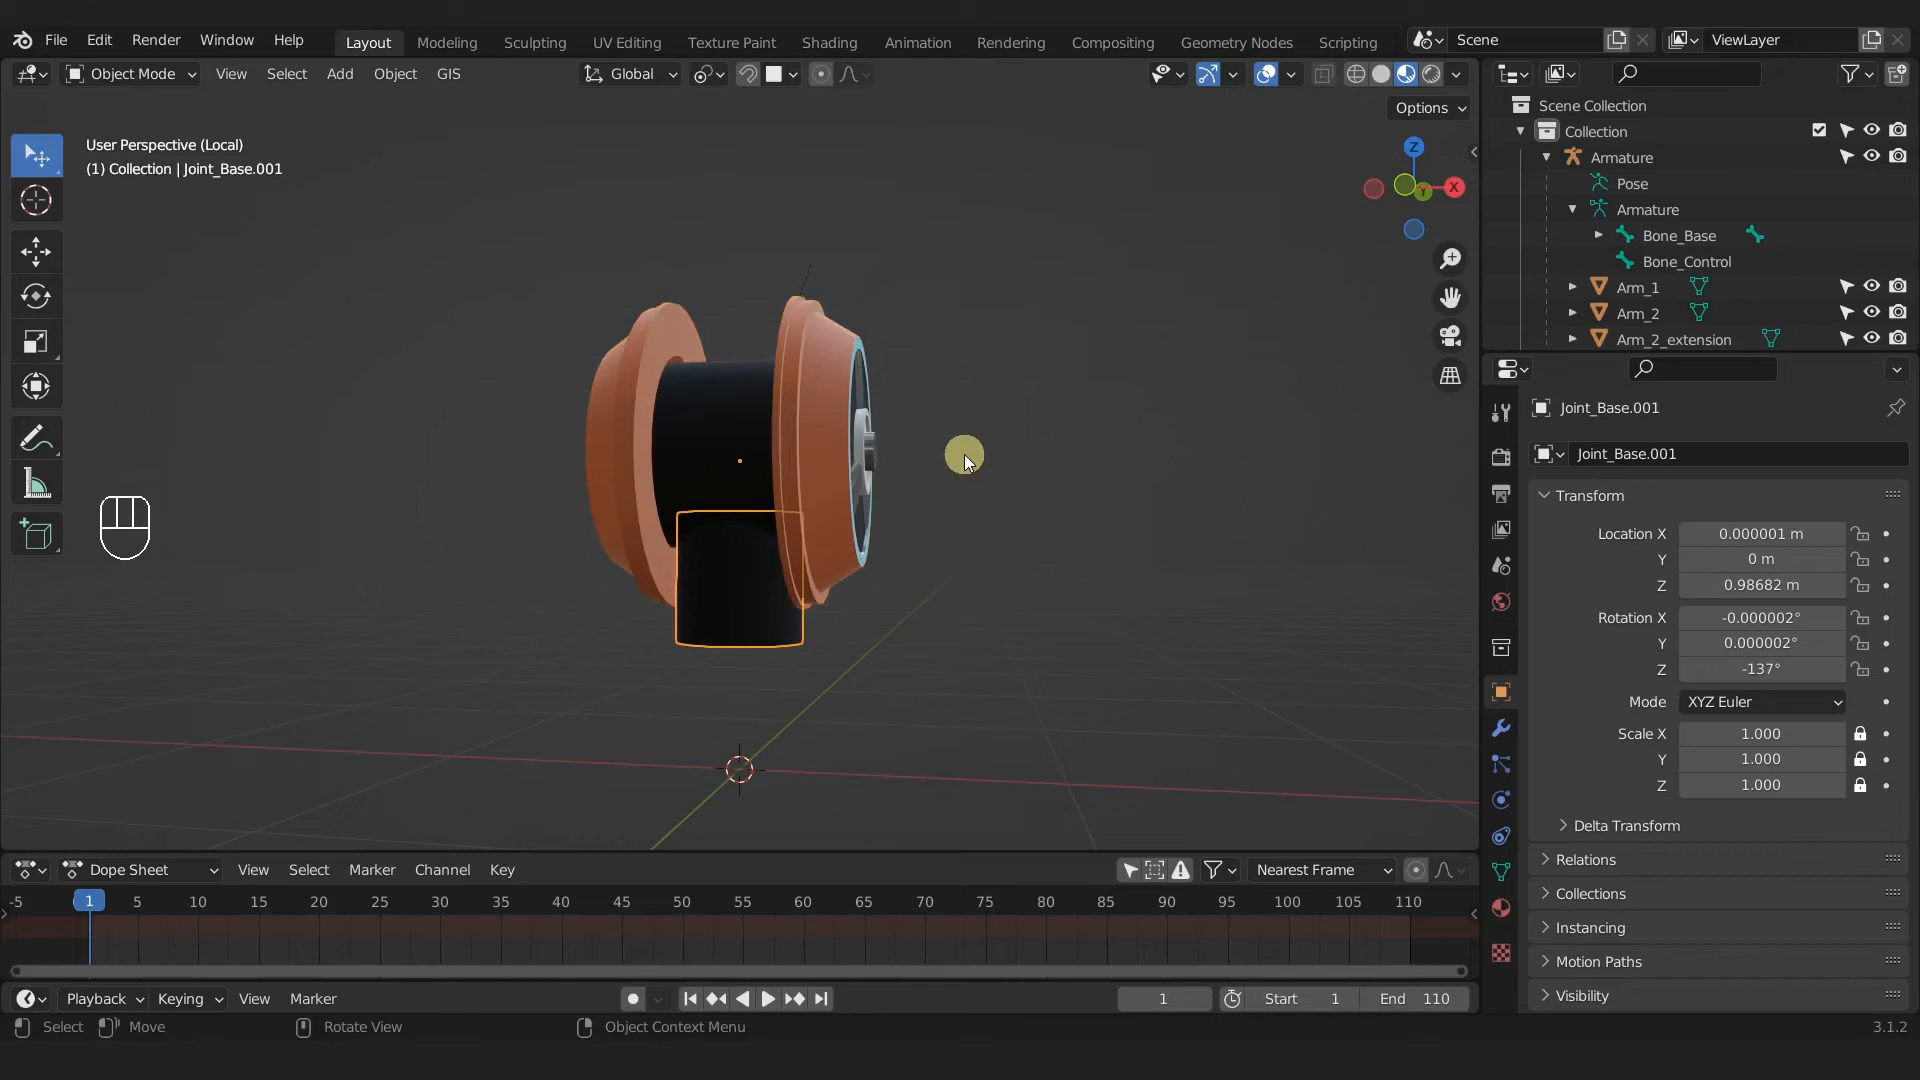 File Edit Render Window Help Layout Modeling Sculpting UV Editing Texture Paint Shading Animation Rendering Compositing Geometry Nodes Scripting Scene ViewLayer
Object Mode View Select Add Object GIS Global
Options
User Perspective (Local)
(1) Collection | Joint_Base.001
Z
X
Y
Scene Collection
Collection
Armature
Pose
Armature
Bone_Base
Bone_Control
Arm_1
Arm_2
Arm_2_extension
Joint_Base.001
Joint_Base.001
Transform
Location X 0.000001 m
Y 0 m
Z 0.98682 m
Rotation X -0.000002°
Y 0.000002°
Z -137°
Mode XYZ Euler
Scale X 1.000
Y 1.000
Z 1.000
Delta Transform
Relations
Collections
Instancing
Motion Paths
Visibility
Dope Sheet View Select Marker Channel Key Nearest Frame
-5 1 5 10 15 20 25 30 35 40 45 50 55 60 65 70 75 80 85 90 95 100 105 110
Playback Keying View Marker 1 Start 1 End 110
Select Move Rotate View Object Context Menu 3.1.2